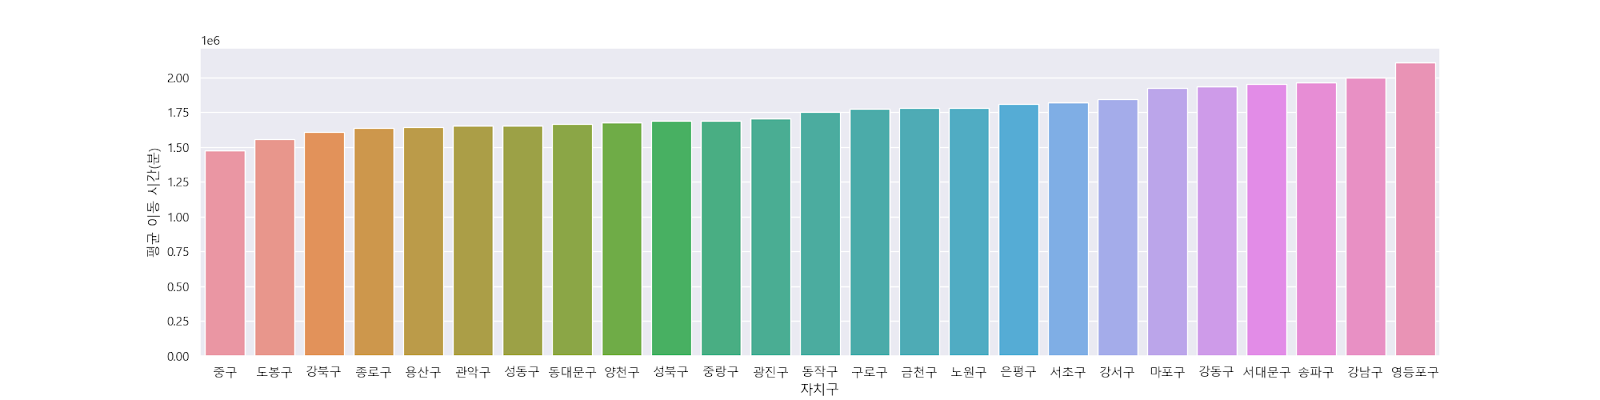 1e6
2.00
1.75
1.50
1.25
1.00
0.75
0.50
0.25
0.00
평균 이동 시간(분)
중구 도봉구 강북구 종로구 용산구 관악구 성동구 동대문구 양천구 성북구 중랑구 광진구 동작구 구로구 금천구 노원구 은평구 서초구 강서구 마포구 강동구 서대문구 송파구 강남구 영등포구
자치구